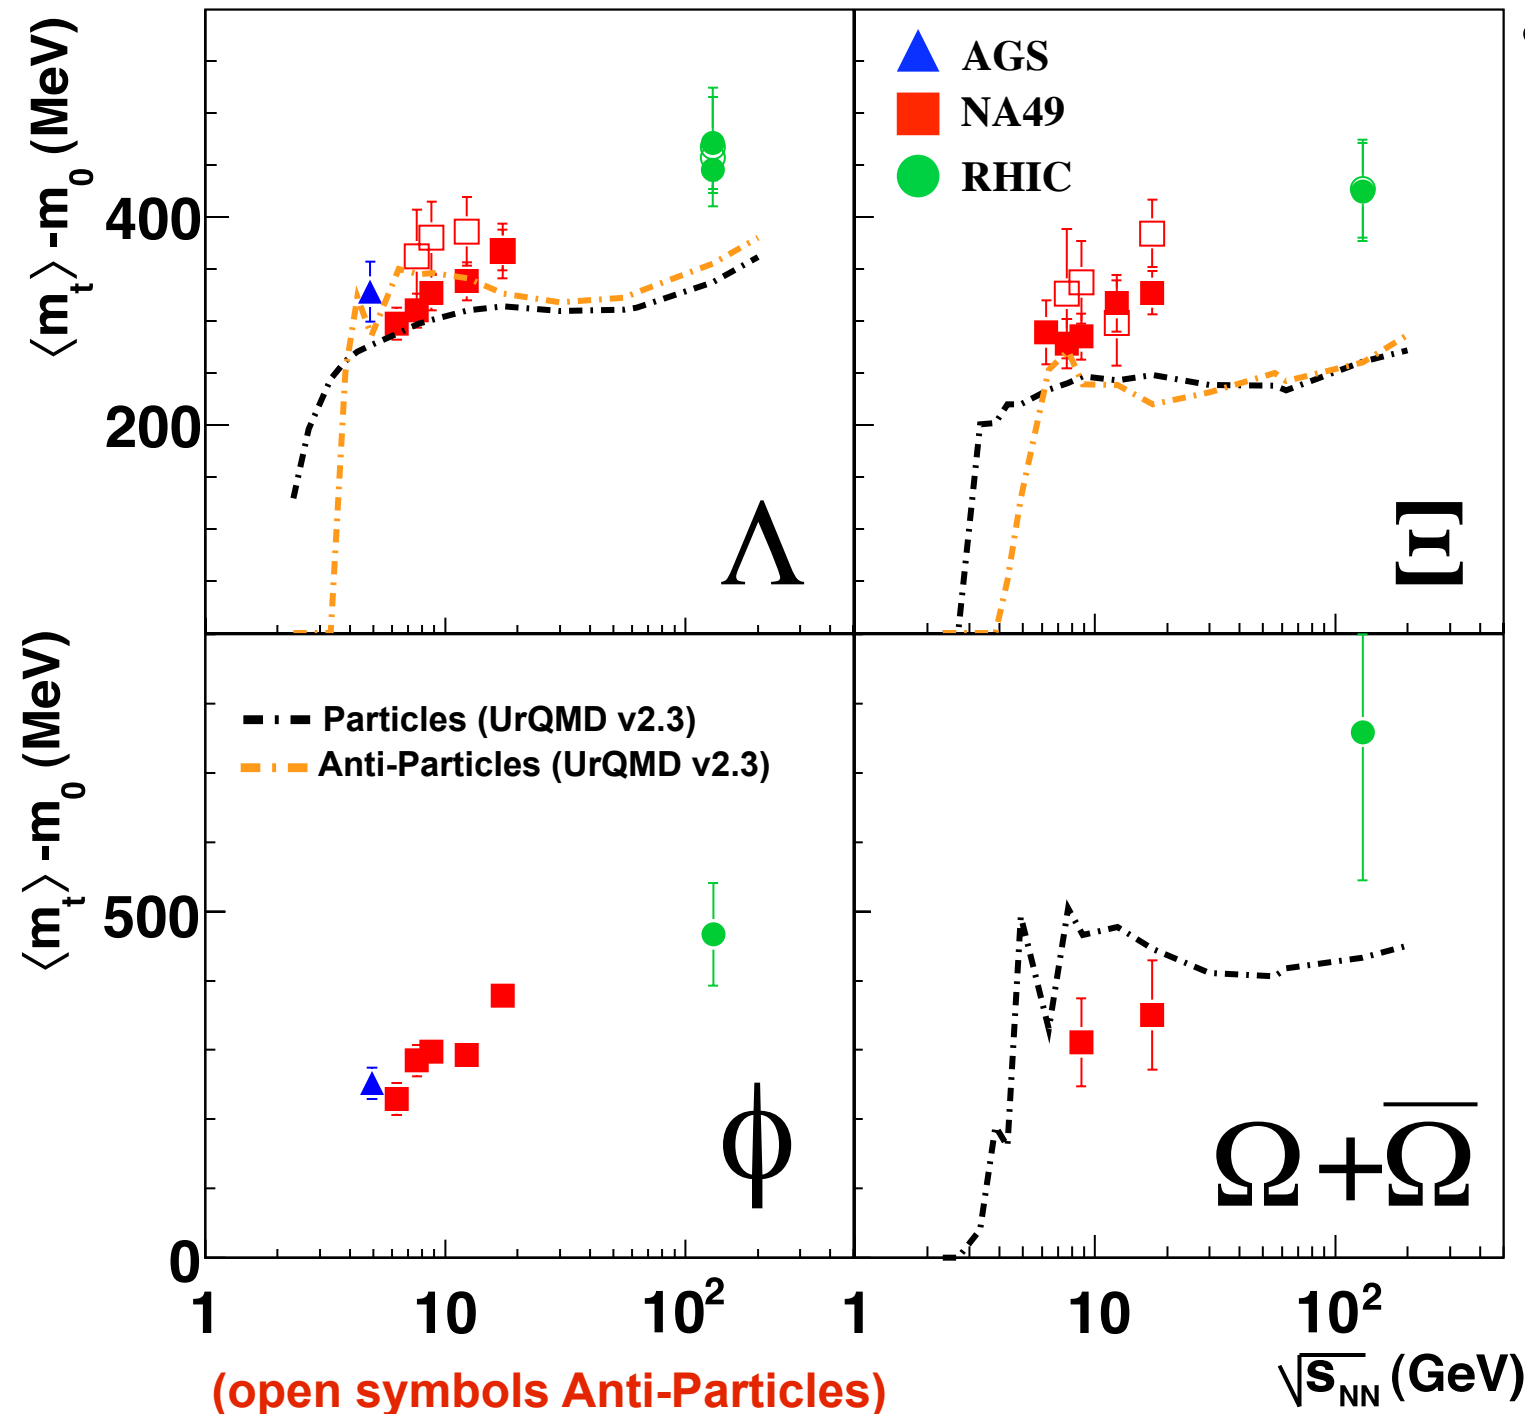 ⟨m_t⟩ -m_0 (MeV)
400
200
AGS
NA49
RHIC
Λ
Ξ
⟨m_t⟩ -m_0 (MeV)
500
0
Particles (UrQMD v2.3)
Anti-Particles (UrQMD v2.3)
ϕ
Ω+Ω̅
1 10 10² 1 10 10²
√s_NN (GeV)
(open symbols Anti-Particles)